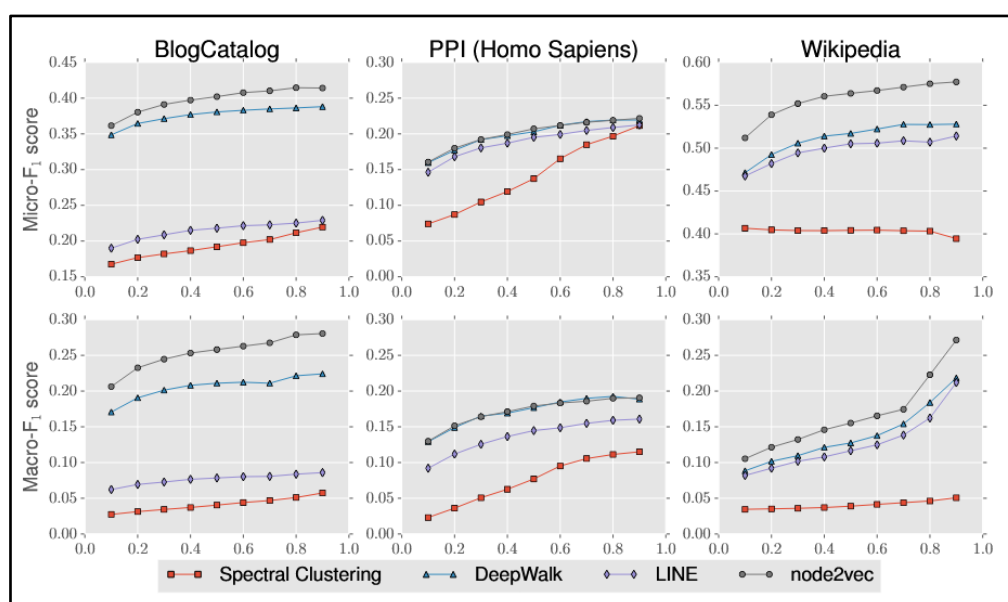 BlogCatalog PPI (Homo Sapiens) Wikipedia
Micro-F1 score
0.45 0.40 0.35 0.30 0.25 0.20 0.15
0.0 0.2 0.4 0.6 0.8 1.0
0.30 0.25 0.20 0.15 0.10 0.05 0.00
0.0 0.2 0.4 0.6 0.8 1.0
0.60 0.55 0.50 0.45 0.40 0.35
0.0 0.2 0.4 0.6 0.8 1.0
Macro-F1 score
0.30 0.25 0.20 0.15 0.10 0.05 0.00
0.0 0.2 0.4 0.6 0.8 1.0
0.30 0.25 0.20 0.15 0.10 0.05 0.00
0.0 0.2 0.4 0.6 0.8 1.0
0.30 0.25 0.20 0.15 0.10 0.05 0.00
0.0 0.2 0.4 0.6 0.8 1.0
Spectral Clustering DeepWalk LINE node2vec